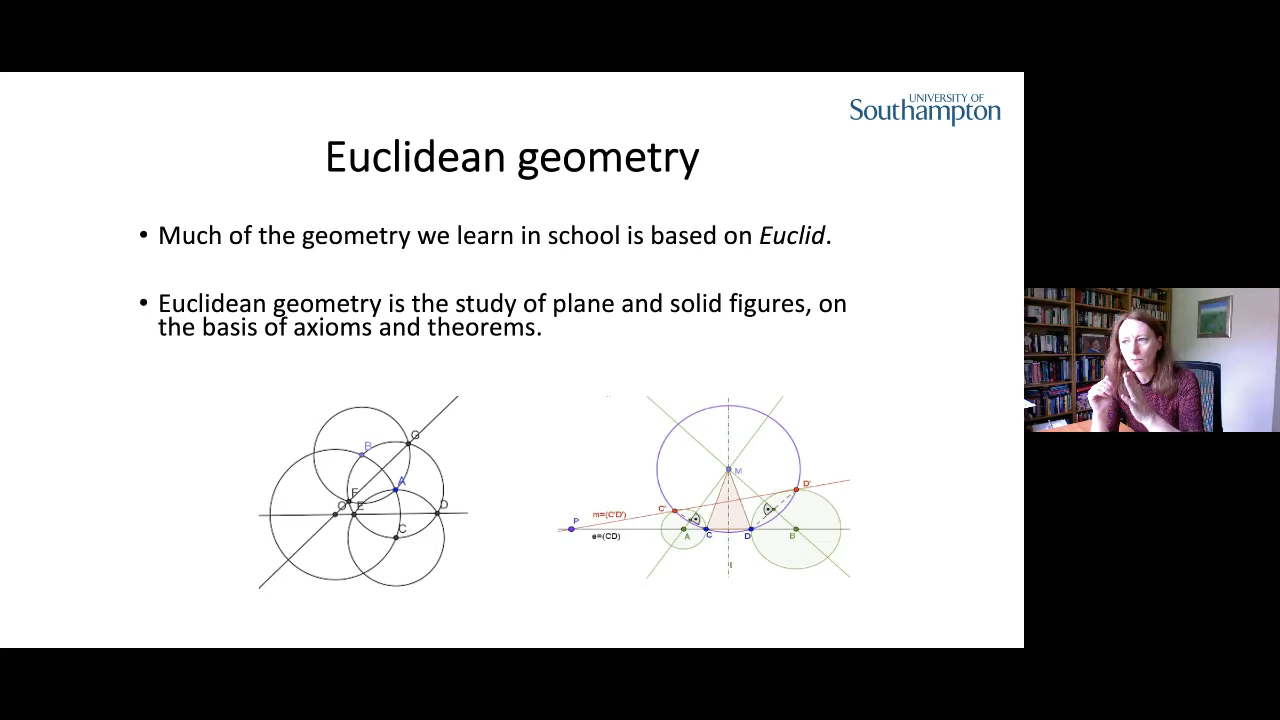 UNIVERSITY OF
Southampton
Euclidean geometry
• Much of the geometry we learn in school is based on Euclid.
• Euclidean geometry is the study of plane and solid figures, on
the basis of axioms and theorems.
G
B
A
F
O
E
D
C
M
D'
C'
P
m=(C'D')
e=(CD)
A
C
D
B